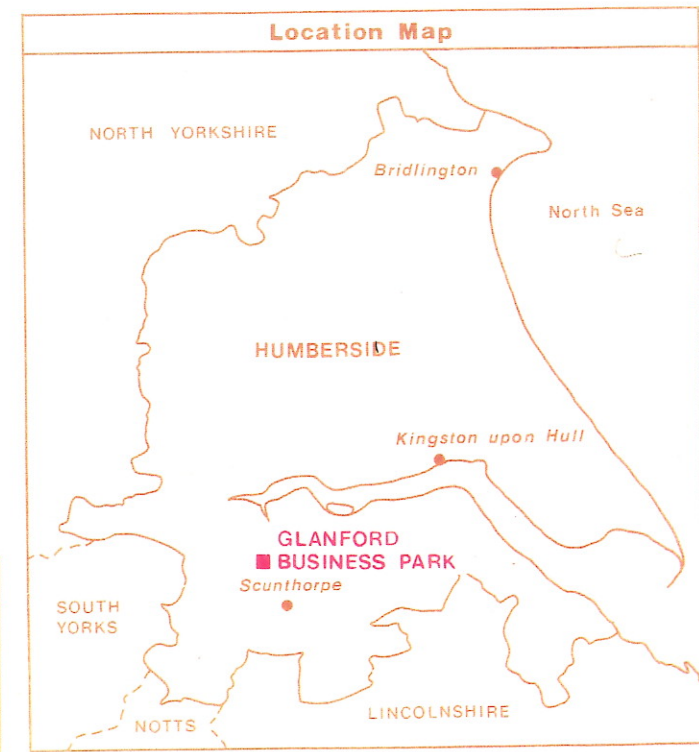 Location Map
NORTH YORKSHIRE
Bridlington
North Sea
HUMBERSIDE
Kingston upon Hull
GLANFORD
BUSINESS PARK
Scunthorpe
SOUTH
YORKS
NOTTS
LINCOLNSHIRE